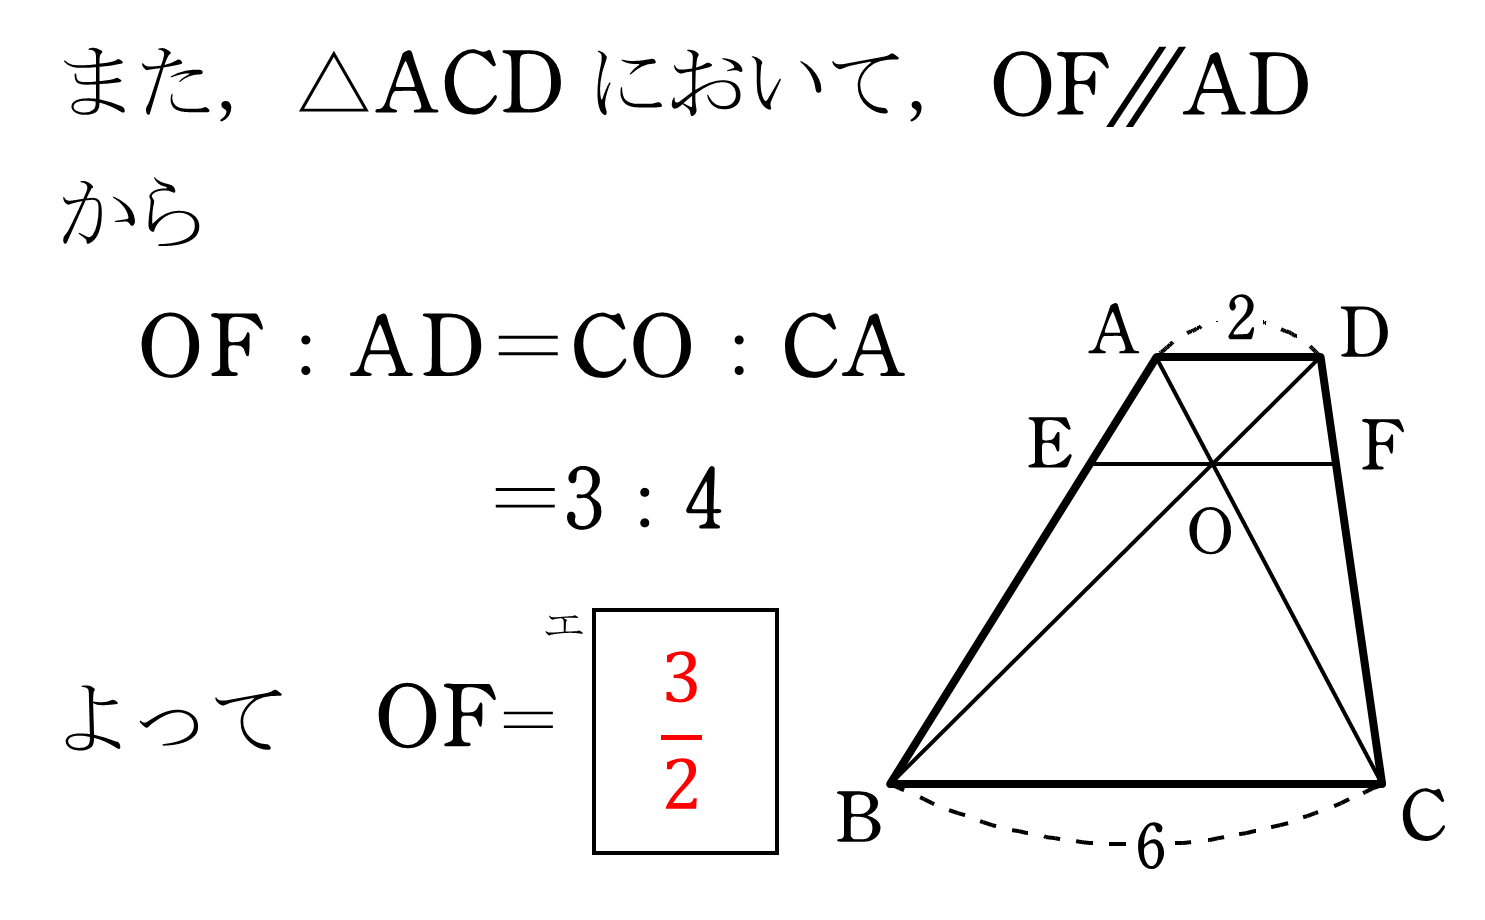 また，△ACD において，OF∥AD
から
OF：AD＝CO：CA
＝3：4
よって OF＝ エ 3/2
A 2 D
E F
O
B 6 C